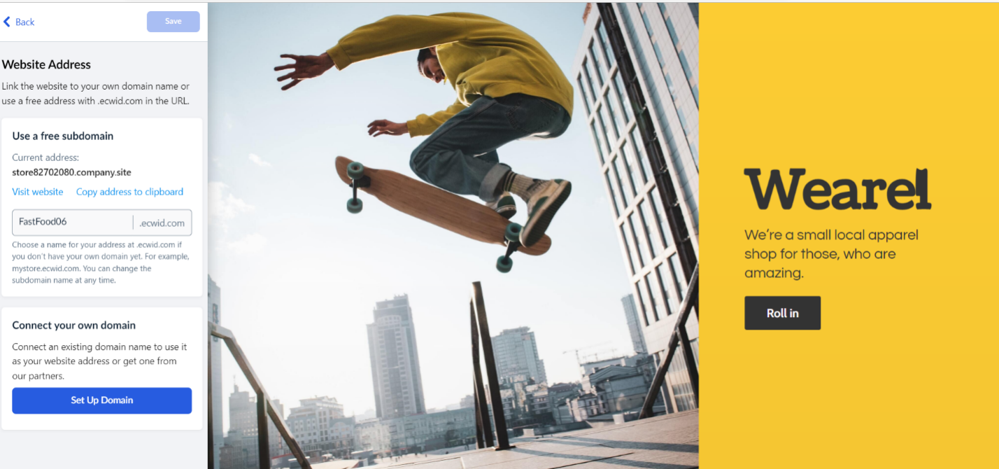 Back
Save
Website Address
Link the website to your own domain name or
use a free address with .ecwid.com in the URL.
Use a free subdomain
Current address:
store82702080.company.site
Visit website Copy address to clipboard
FastFood06 .ecwid.com
Choose a name for your address at .ecwid.com if
you don't have your own domain yet. For example,
mystore.ecwid.com. You can change the
subdomain name at any time.
Connect your own domain
Connect an existing domain name to use it
as your website address or get one from
our partners.
Set Up Domain
Wearel
We're a small local apparel
shop for those, who are
amazing.
Roll in